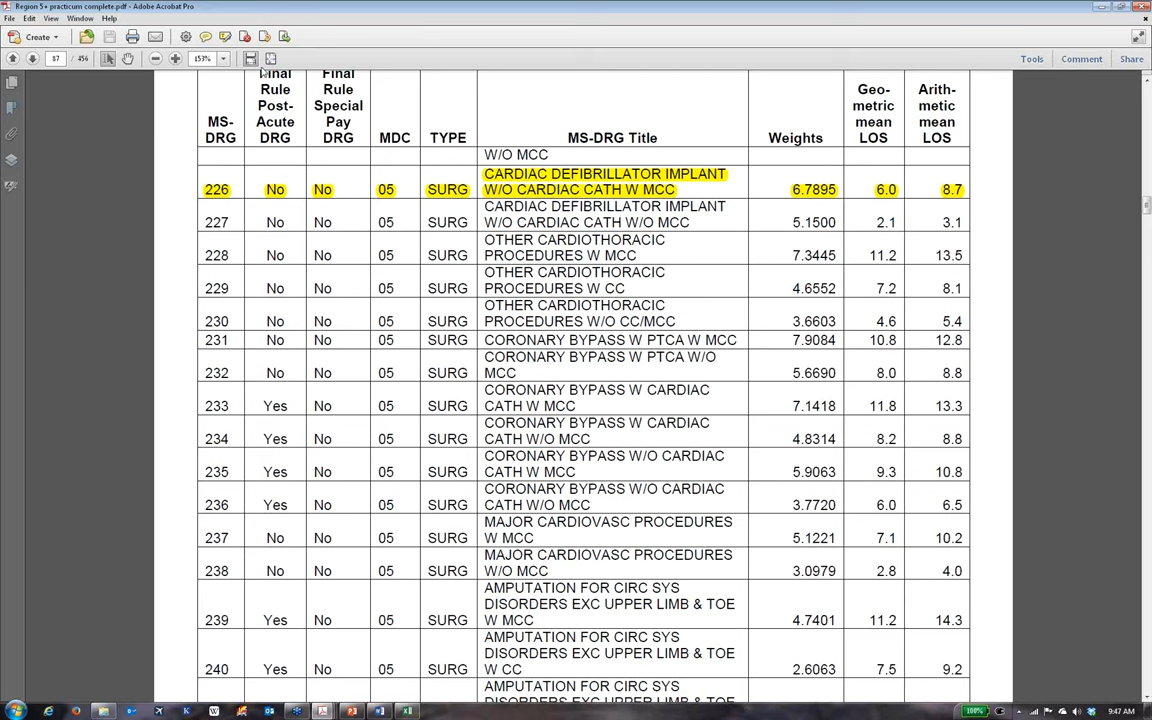 Region 5+ practicum complete.pdf - Adobe Acrobat Pro
File Edit View Window Help
Create
87 / 456 153% Tools Comment Share
MS-DRG Final Rule Post-Acute DRG Final Rule Special Pay DRG MDC TYPE MS-DRG Title Weights Geo-metric mean LOS Arith-metic mean LOS
W/O MCC
CARDIAC DEFIBRILLATOR IMPLANT
226 No No 05 SURG W/O CARDIAC CATH W MCC 6.7895 6.0 8.7
CARDIAC DEFIBRILLATOR IMPLANT
227 No No 05 SURG W/O CARDIAC CATH W/O MCC 5.1500 2.1 3.1
OTHER CARDIOTHORACIC
228 No No 05 SURG PROCEDURES W MCC 7.3445 11.2 13.5
OTHER CARDIOTHORACIC
229 No No 05 SURG PROCEDURES W CC 4.6552 7.2 8.1
OTHER CARDIOTHORACIC
230 No No 05 SURG PROCEDURES W/O CC/MCC 3.6603 4.6 5.4
231 No No 05 SURG CORONARY BYPASS W PTCA W MCC 7.9084 10.8 12.8
CORONARY BYPASS W PTCA W/O
232 No No 05 SURG MCC 5.6690 8.0 8.8
CORONARY BYPASS W CARDIAC
233 Yes No 05 SURG CATH W MCC 7.1418 11.8 13.3
CORONARY BYPASS W CARDIAC
234 Yes No 05 SURG CATH W/O MCC 4.8314 8.2 8.8
CORONARY BYPASS W/O CARDIAC
235 Yes No 05 SURG CATH W MCC 5.9063 9.3 10.8
CORONARY BYPASS W/O CARDIAC
236 Yes No 05 SURG CATH W/O MCC 3.7720 6.0 6.5
MAJOR CARDIOVASC PROCEDURES
237 No No 05 SURG W MCC 5.1221 7.1 10.2
MAJOR CARDIOVASC PROCEDURES
238 No No 05 SURG W/O MCC 3.0979 2.8 4.0
AMPUTATION FOR CIRC SYS
DISORDERS EXC UPPER LIMB & TOE
239 Yes No 05 SURG W MCC 4.7401 11.2 14.3
AMPUTATION FOR CIRC SYS
DISORDERS EXC UPPER LIMB & TOE
240 Yes No 05 SURG W CC 2.6063 7.5 9.2
AMPUTATION FOR CIRC SYS
DISORDERS EXC UPPER LIMB & TOE
100% 9:47 AM